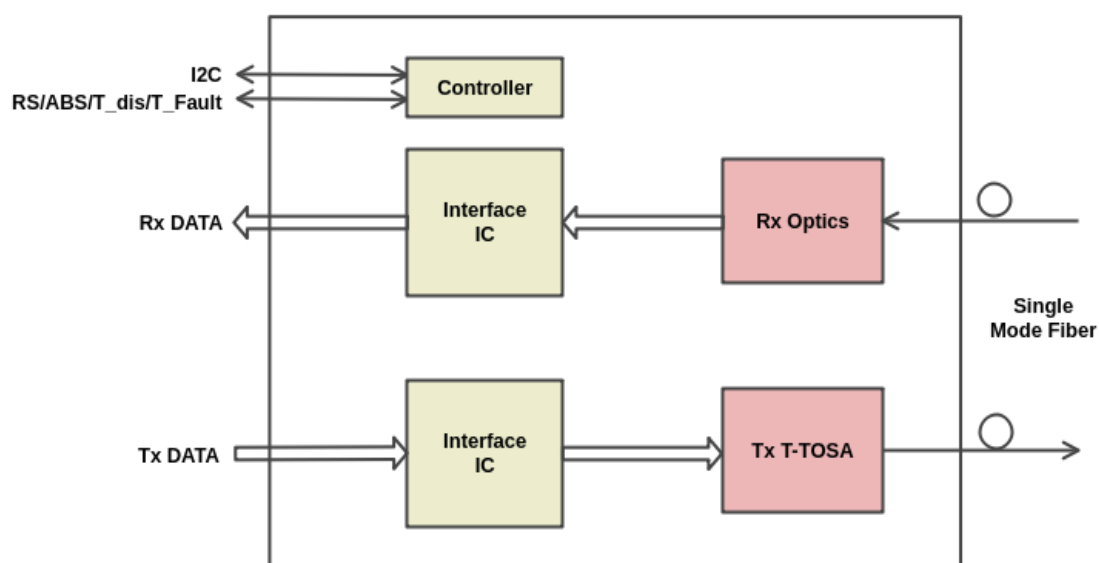 I2C
RS/ABS/T_dis/T_Fault
Controller
Rx DATA
Interface
IC
Rx Optics
Single
Mode Fiber
Tx DATA
Interface
IC
Tx T-TOSA